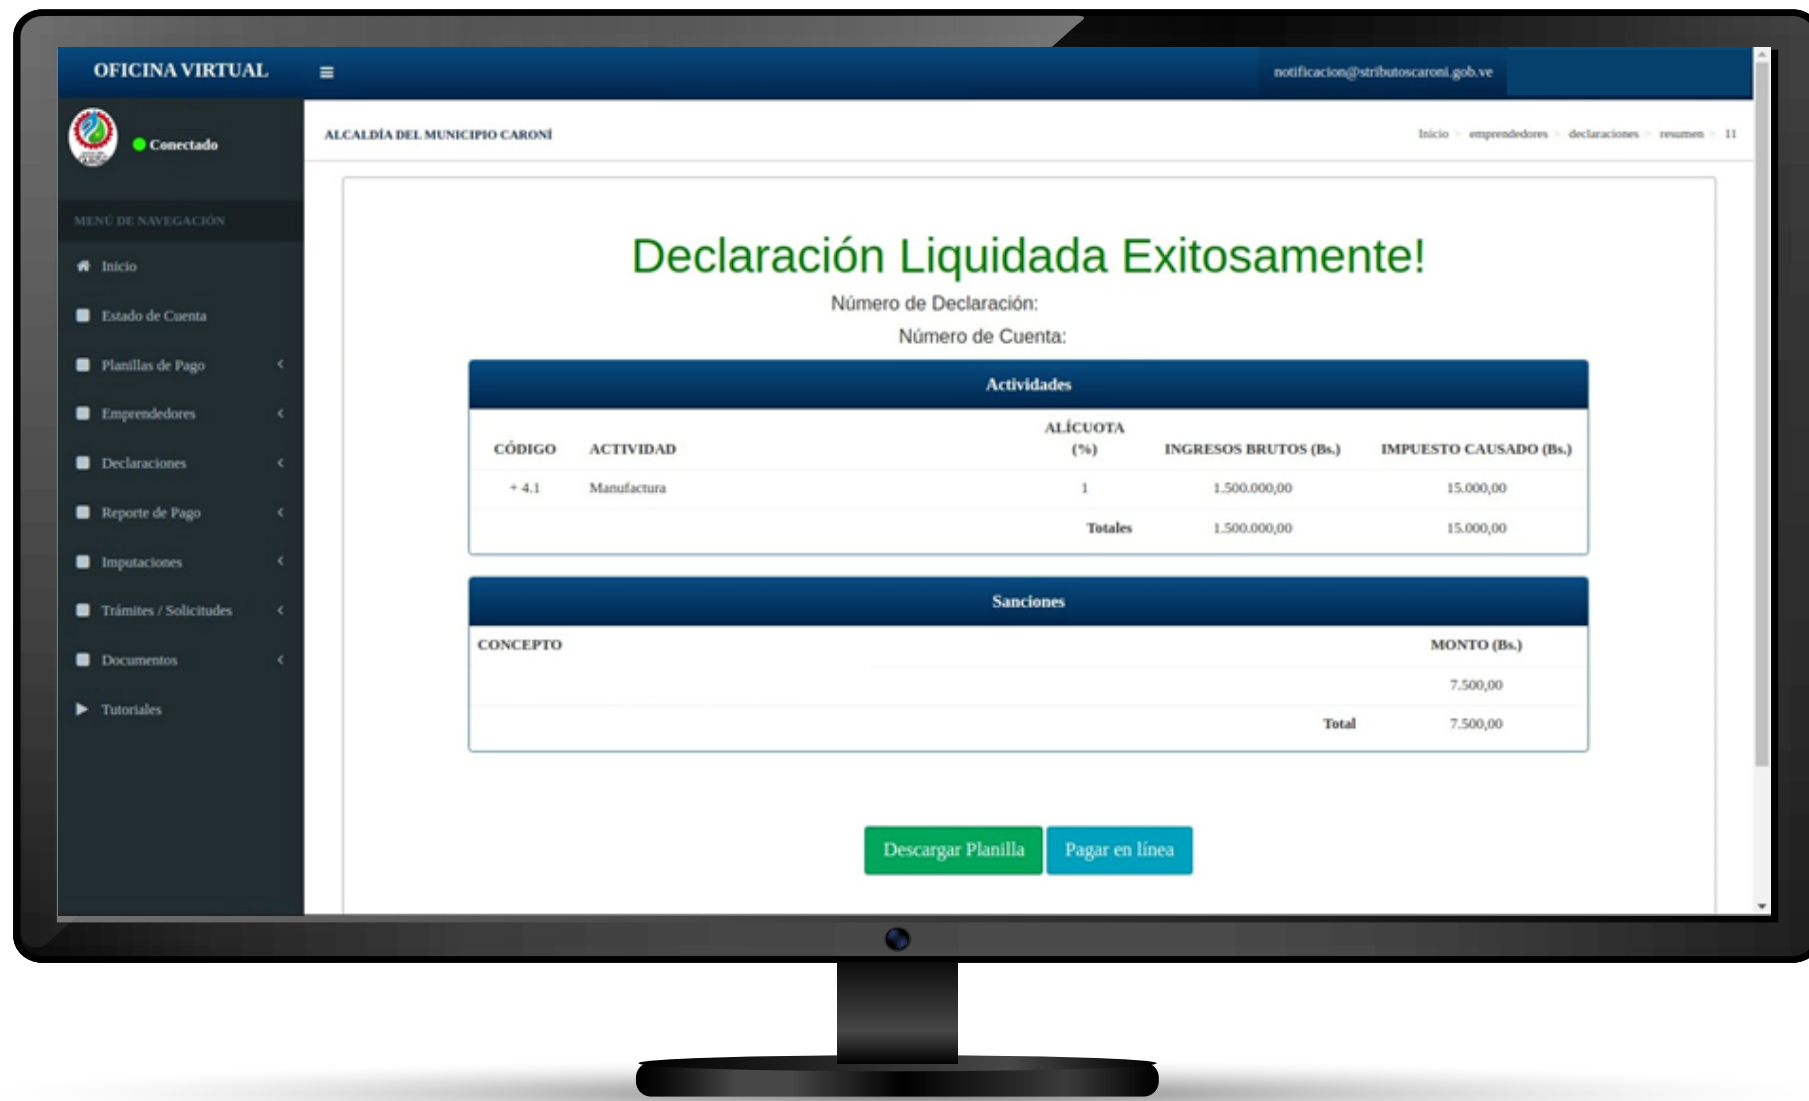 OFICINA VIRTUAL
notificacion@stributoscaroni.gob.ve
Conectado
ALCALDÍA DEL MUNICIPIO CARONÍ
Inicio > emprendedores > declaraciones > resumen > 11
MENÚ DE NAVEGACIÓN
Inicio
Estado de Cuenta
Planillas de Pago
Emprendedores
Declaraciones
Reporte de Pago
Imputaciones
Trámites / Solicitudes
Documentos
Tutoriales
Declaración Liquidada Exitosamente!
Número de Declaración:
Número de Cuenta:
Actividades
CÓDIGO ACTIVIDAD ALÍCUOTA (%) INGRESOS BRUTOS (Bs.) IMPUESTO CAUSADO (Bs.)
+ 4.1 Manufactura 1 1.500.000,00 15.000,00
Totales 1.500.000,00 15.000,00
Sanciones
CONCEPTO MONTO (Bs.)
7.500,00
Total 7.500,00
Descargar Planilla Pagar en línea